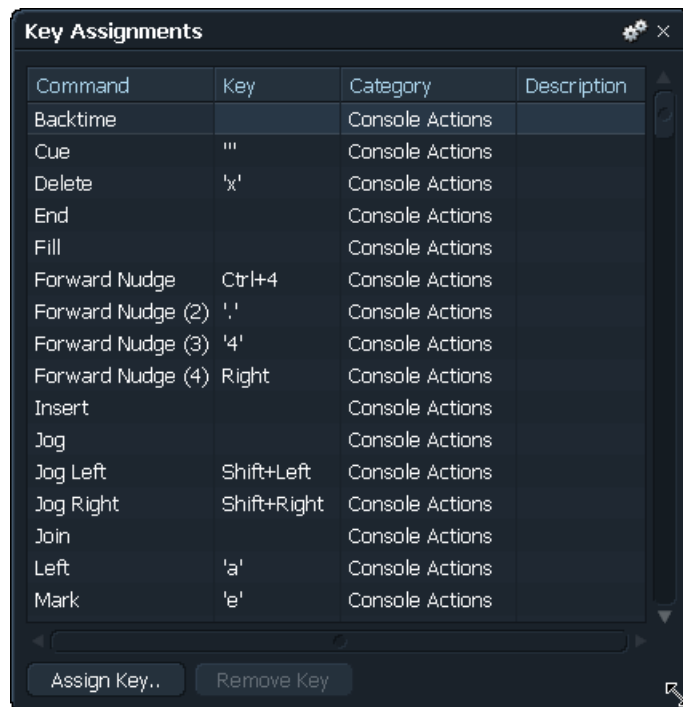 Key Assignments
Command Key Category Description
Backtime Console Actions
Cue ''' Console Actions
Delete 'x' Console Actions
End Console Actions
Fill Console Actions
Forward Nudge Ctrl+4 Console Actions
Forward Nudge (2) '.' Console Actions
Forward Nudge (3) '4' Console Actions
Forward Nudge (4) Right Console Actions
Insert Console Actions
Jog Console Actions
Jog Left Shift+Left Console Actions
Jog Right Shift+Right Console Actions
Join Console Actions
Left 'a' Console Actions
Mark 'e' Console Actions
Assign Key.. Remove Key